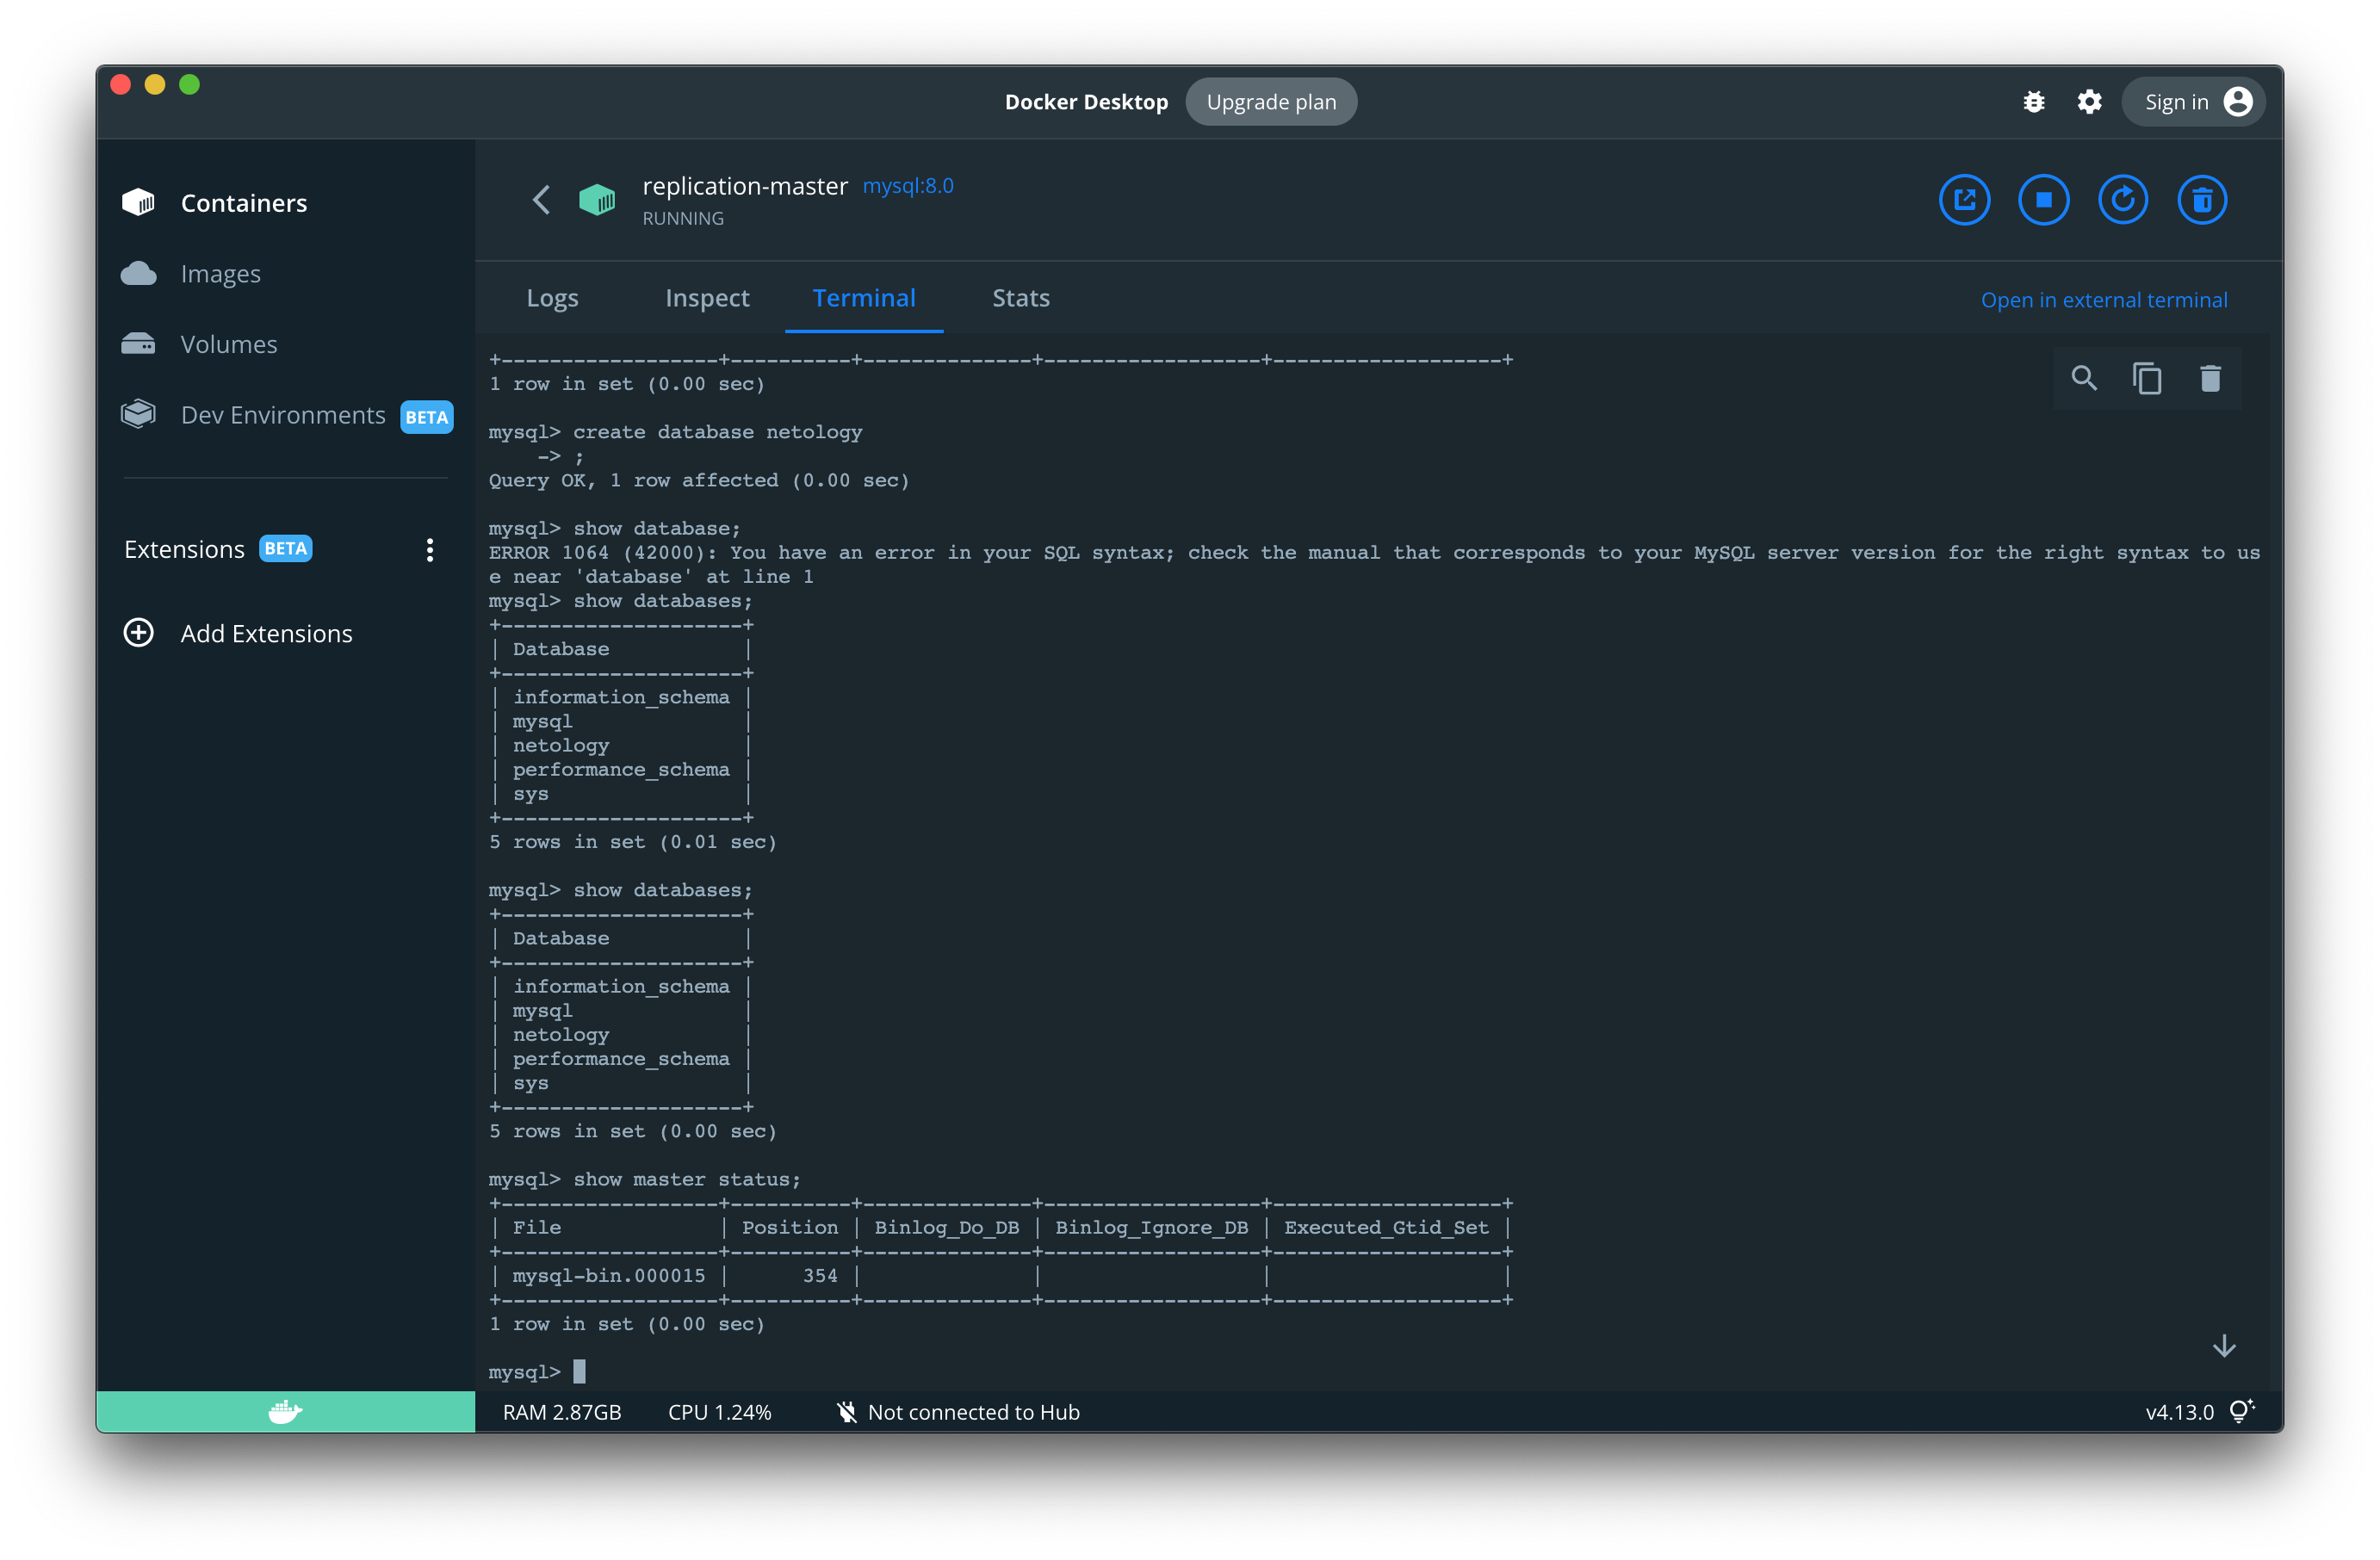 Docker Desktop Upgrade plan Sign in
Containers
Images
Volumes
Dev Environments BETA
Extensions BETA
Add Extensions
replication-master mysql:8.0
RUNNING
Logs Inspect Terminal Stats Open in external terminal
+------------------+----------+--------------+------------------+-------------------+
1 row in set (0.00 sec)
mysql> create database netology
    -> ;
Query OK, 1 row affected (0.00 sec)
mysql> show database;
ERROR 1064 (42000): You have an error in your SQL syntax; check the manual that corresponds to your MySQL server version for the right syntax to us
e near 'database' at line 1
mysql> show databases;
+--------------------+
| Database           |
+--------------------+
| information_schema |
| mysql              |
| netology           |
| performance_schema |
| sys                |
+--------------------+
5 rows in set (0.01 sec)
mysql> show databases;
+--------------------+
| Database           |
+--------------------+
| information_schema |
| mysql              |
| netology           |
| performance_schema |
| sys                |
+--------------------+
5 rows in set (0.00 sec)
mysql> show master status;
+------------------+----------+--------------+------------------+-------------------+
| File             | Position | Binlog_Do_DB | Binlog_Ignore_DB | Executed_Gtid_Set |
+------------------+----------+--------------+------------------+-------------------+
| mysql-bin.000015 |      354 |              |                  |                   |
+------------------+----------+--------------+------------------+-------------------+
1 row in set (0.00 sec)
mysql>
RAM 2.87GB CPU 1.24% Not connected to Hub v4.13.0